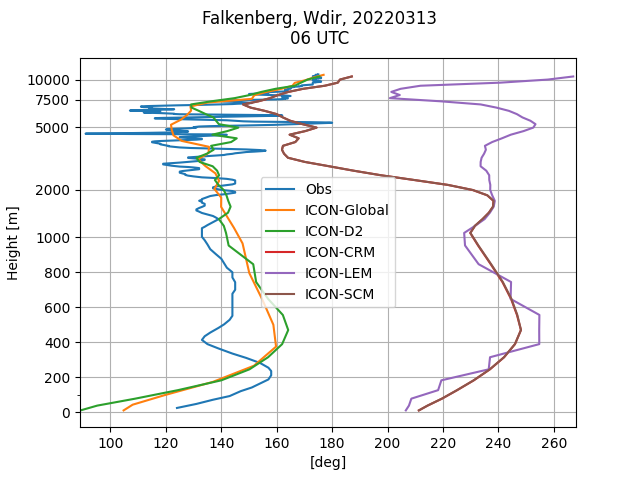 Falkenberg, Wdir, 20220313
06 UTC
Height [m]
10000
7500
5000
2000
1000
800
600
400
200
0
Obs
ICON-Global
ICON-D2
ICON-CRM
ICON-LEM
ICON-SCM
100 120 140 160 180 200 220 240 260
[deg]